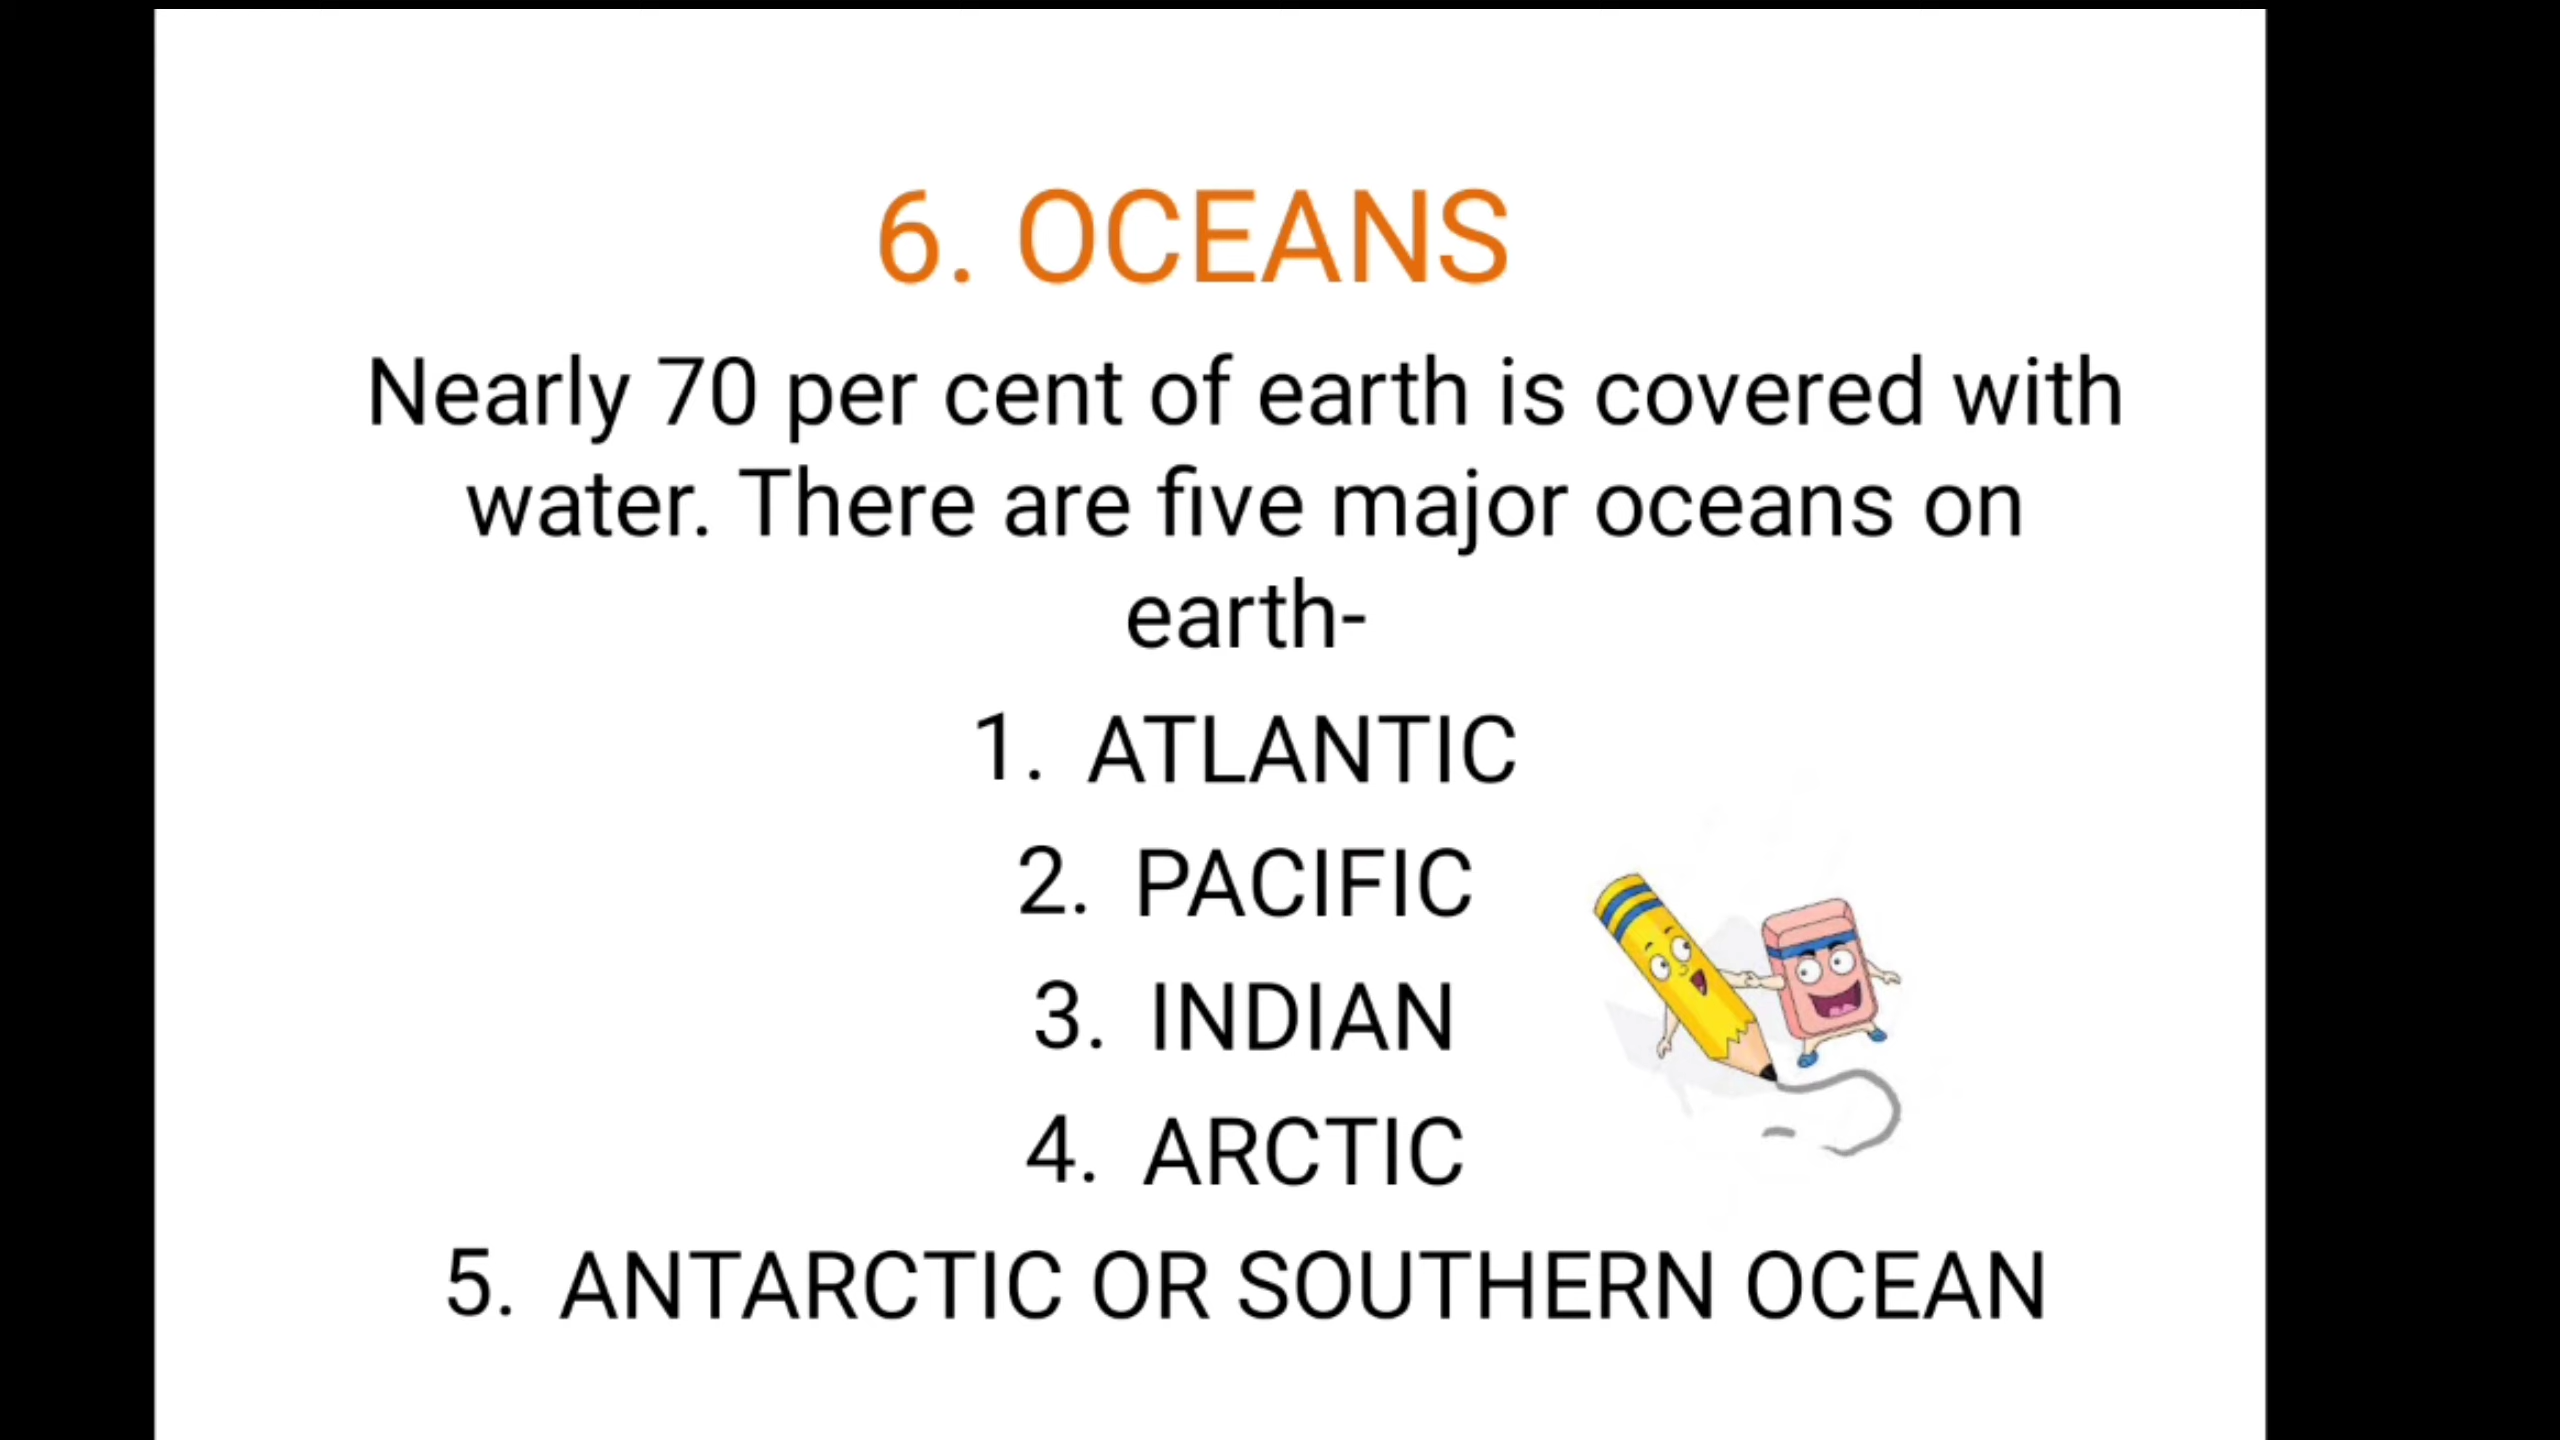 6. OCEANS
Nearly 70 per cent of earth is covered with
water. There are five major oceans on
earth-
1. ATLANTIC
2. PACIFIC
3. INDIAN
4. ARCTIC
5. ANTARCTIC OR SOUTHERN OCEAN